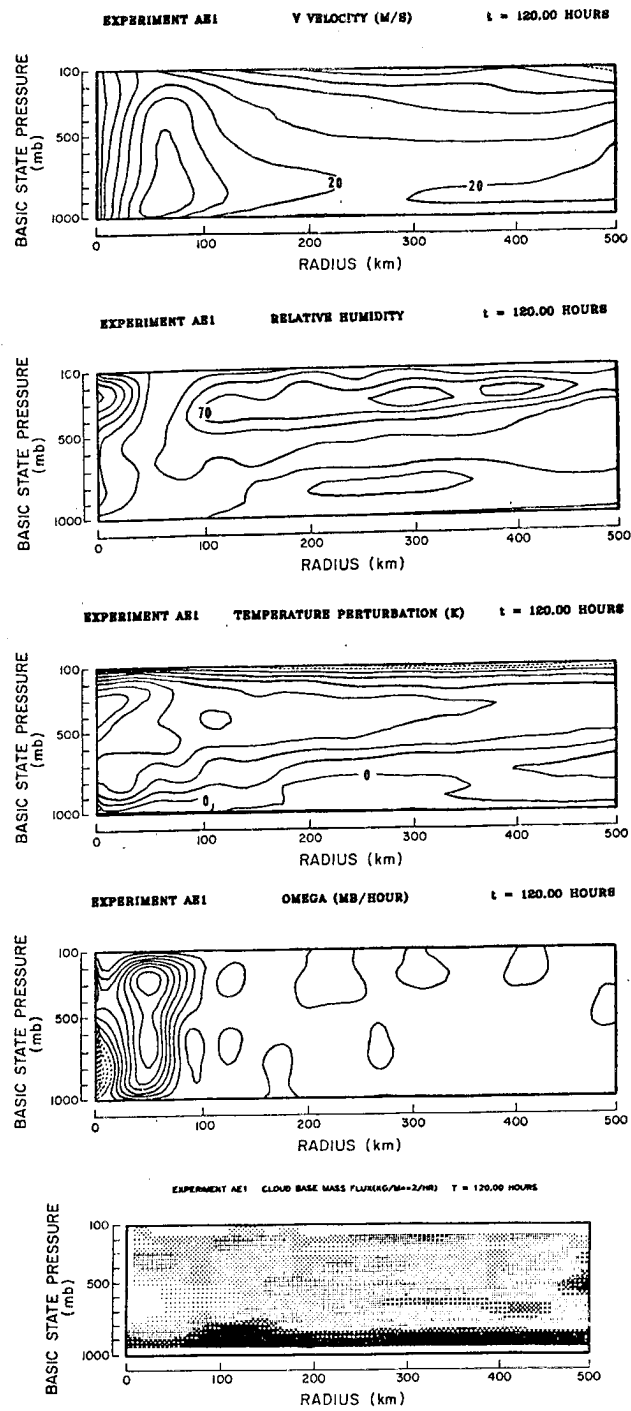 EXPERIMENT AE1 V VELOCITY (M/S) t = 120.00 HOURS
BASIC STATE PRESSURE
(mb)
100
500
1000
20
20
0 100 200 300 400 500
RADIUS (km)
EXPERIMENT AE1 RELATIVE HUMIDITY t = 120.00 HOURS
BASIC STATE PRESSURE
(mb)
100
500
1000
70
0 100 200 300 400 500
RADIUS (km)
EXPERIMENT AE1 TEMPERATURE PERTURBATION (K) t = 120.00 HOURS
BASIC STATE PRESSURE
(mb)
100
500
1000
0
0
0 100 200 300 400 500
RADIUS (km)
EXPERIMENT AE1 OMEGA (MB/HOUR) t = 120.00 HOURS
BASIC STATE PRESSURE
(mb)
100
500
1000
0 100 200 300 400 500
RADIUS (km)
EXPERIMENT AE1 CLOUD BASE MASS FLUX(KG/M**2/HR) T = 120.00 HOURS
BASIC STATE PRESSURE
(mb)
100
500
1000
0 100 200 300 400 500
RADIUS (km)